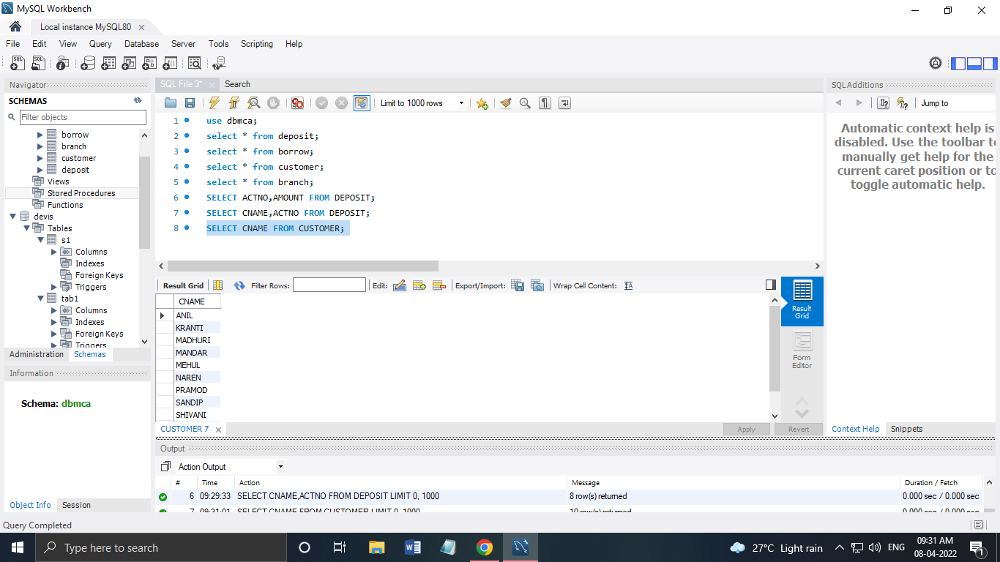 MySQL Workbench
Local instance MySQL80
File Edit View Query Database Server Tools Scripting Help
Navigator
SCHEMAS
Filter objects
borrow
branch
customer
deposit
Views
Stored Procedures
Functions
devis
Tables
s1
Columns
Indexes
Foreign Keys
Triggers
tab1
Columns
Indexes
Foreign Keys
Triggers
Administration Schemas
Information
Schema: dbmca
Object Info Session
SQL File 3* Search
Limit to 1000 rows
1 use dbmca;
2 select * from deposit;
3 select * from borrow;
4 select * from customer;
5 select * from branch;
6 SELECT ACTNO,AMOUNT FROM DEPOSIT;
7 SELECT CNAME,ACTNO FROM DEPOSIT;
8 SELECT CNAME FROM CUSTOMER;
Result Grid Filter Rows: Edit: Export/Import: Wrap Cell Content:
CNAME
ANIL
KRANTI
MADHURI
MANDAR
MEHUL
NAREN
PRAMOD
SANDIP
SHIVANI
Result
Grid
Form
Editor
CUSTOMER 7 Apply Revert
SQLAdditions
Jump to
Automatic context help is
disabled. Use the toolbar to
manually get help for the
current caret position or to
toggle automatic help.
Context Help Snippets
Output
Action Output
# Time Action Message Duration / Fetch
6 09:29:33 SELECT CNAME,ACTNO FROM DEPOSIT LIMIT 0, 1000 8 row(s) returned 0.000 sec / 0.000 sec
7 09:31:01 SELECT CNAME FROM CUSTOMER LIMIT 0, 1000 10 row(s) returned 0.000 sec / 0.000 sec
Query Completed
Type here to search
27°C Light rain ENG
09:31 AM
08-04-2022
1